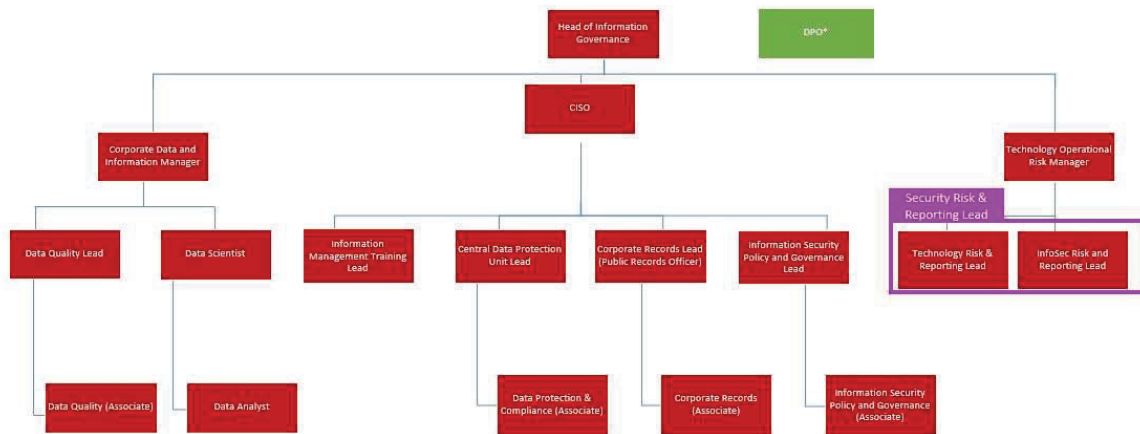 Head of Information
Governance
DPO*
CISO
Corporate Data and
Information Manager
Technology Operational
Risk Manager
Security Risk &
Reporting Lead
Data Quality Lead
Data Scientist
Information
Management Training
Lead
Central Data Protection
Unit Lead
Corporate Records Lead
(Public Records Officer)
Information Security
Policy and Governance
Lead
Technology Risk &
Reporting Lead
InfoSec Risk and
Reporting Lead
Data Quality (Associate)
Data Analyst
Data Protection &
Compliance (Associate)
Corporate Records
(Associate)
Information Security
Policy and Governance
(Associate)